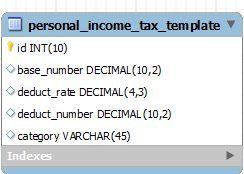 personal_income_tax_template
id INT(10)
base_number DECIMAL(10,2)
deduct_rate DECIMAL(4,3)
deduct_number DECIMAL(10,2)
category VARCHAR(45)
Indexes